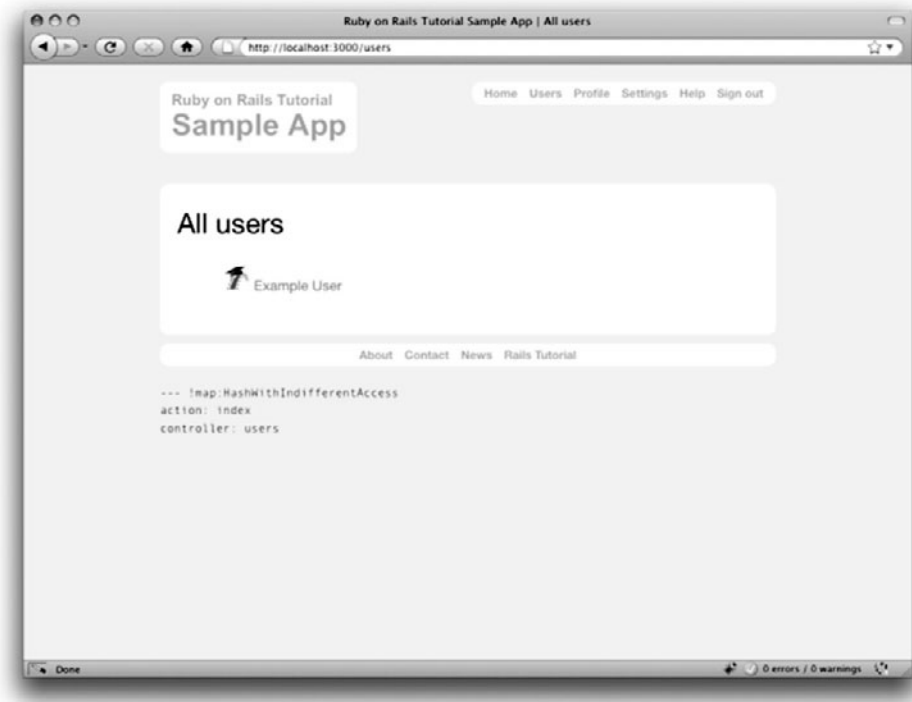 Ruby on Rails Tutorial Sample App | All users
http://localhost:3000/users
Ruby on Rails Tutorial
Sample App
Home Users Profile Settings Help Sign out
All users
Example User
About Contact News Rails Tutorial
--- !map:HashWithIndifferentAccess
action: index
controller: users
Done
0 errors / 0 warnings